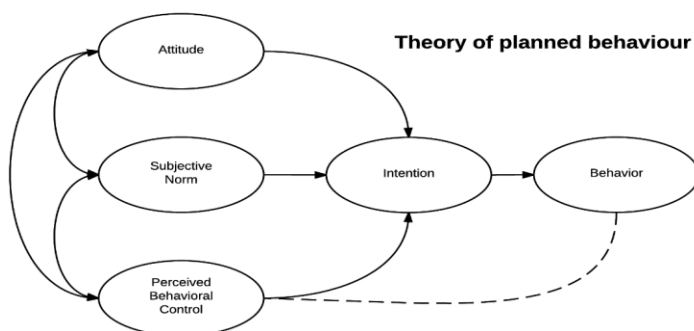 Theory of planned behaviour
Attitude
Subjective
Norm
Intention
Behavior
Perceived
Behavioral
Control